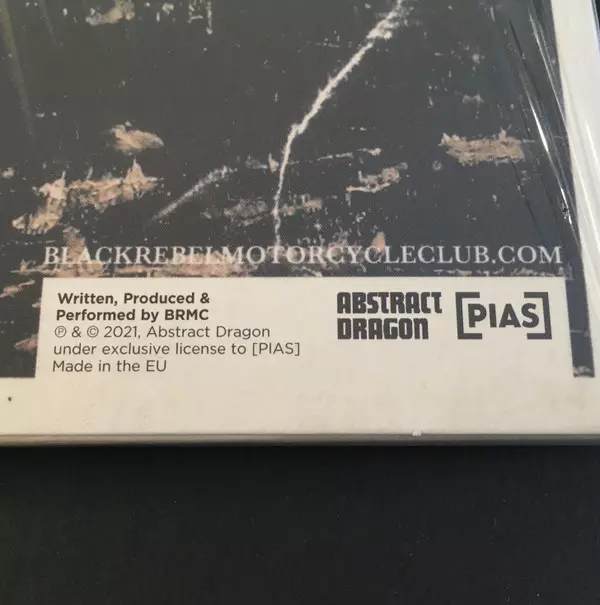 BLACKREBELMOTORCYCLECLUB.COM
Written, Produced &
Performed by BRMC
℗ & © 2021, Abstract Dragon
under exclusive license to [PIAS]
Made in the EU
ABSTRACT
DRAGON
[PIAS]